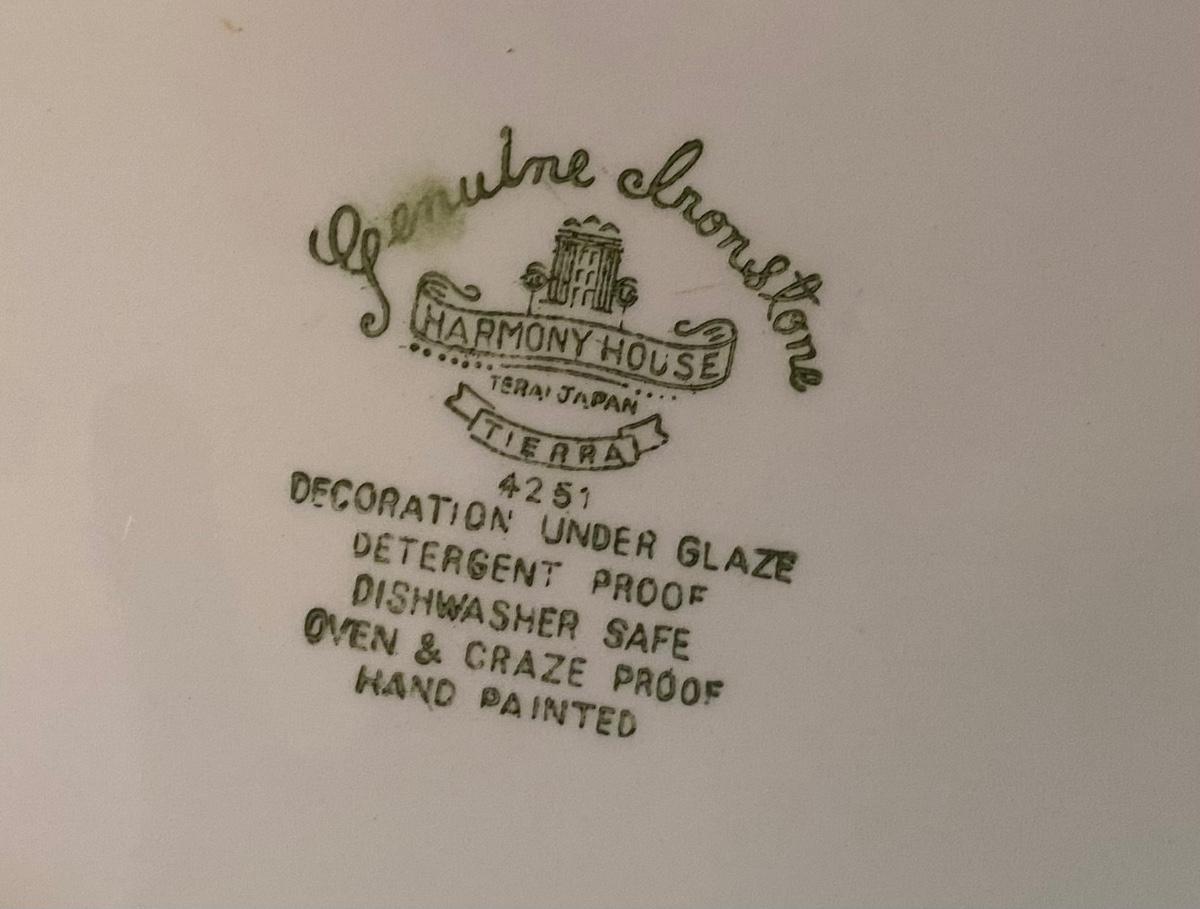 Genuine Ironstone
HARMONY HOUSE
TERAI JAPAN
TIERRA
4251
DECORATION UNDER GLAZE
DETERGENT PROOF
DISHWASHER SAFE
OVEN & CRAZE PROOF
HAND PAINTED